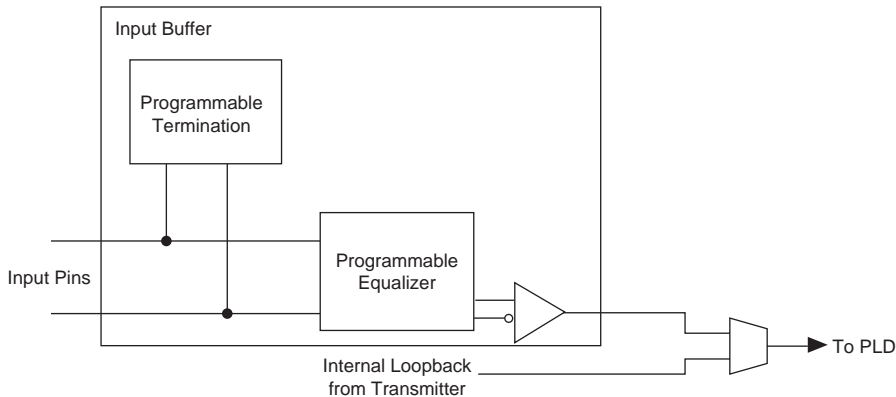 Input Buffer
Programmable
Termination
Programmable
Equalizer
Input Pins
Internal Loopback
from Transmitter
To PLD